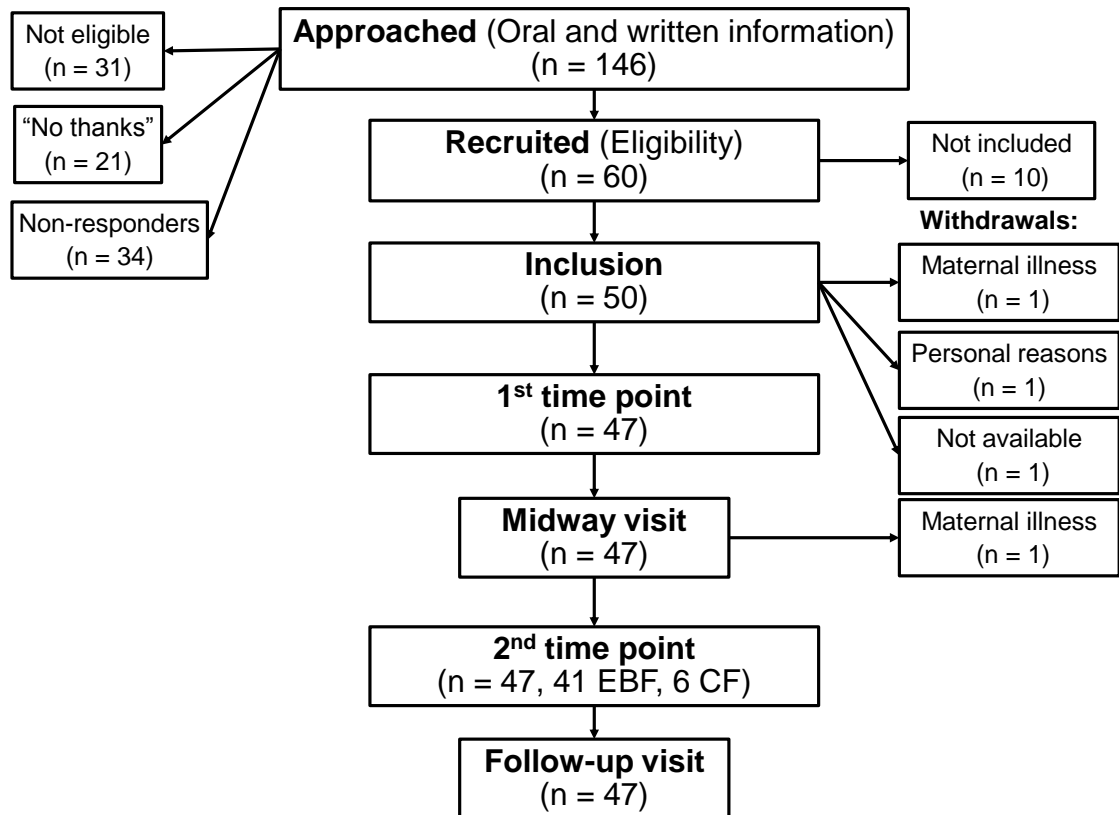 Not eligible
(n = 31)
Approached (Oral and written information)
(n = 146)
“No thanks”
(n = 21)
Recruited (Eligibility)
(n = 60)
Not included
(n = 10)
Non-responders
(n = 34)
Withdrawals:
Inclusion
(n = 50)
Maternal illness
(n = 1)
Personal reasons
(n = 1)
1st time point
(n = 47)
Not available
(n = 1)
Midway visit
(n = 47)
Maternal illness
(n = 1)
2nd time point
(n = 47, 41 EBF, 6 CF)
Follow-up visit
(n = 47)